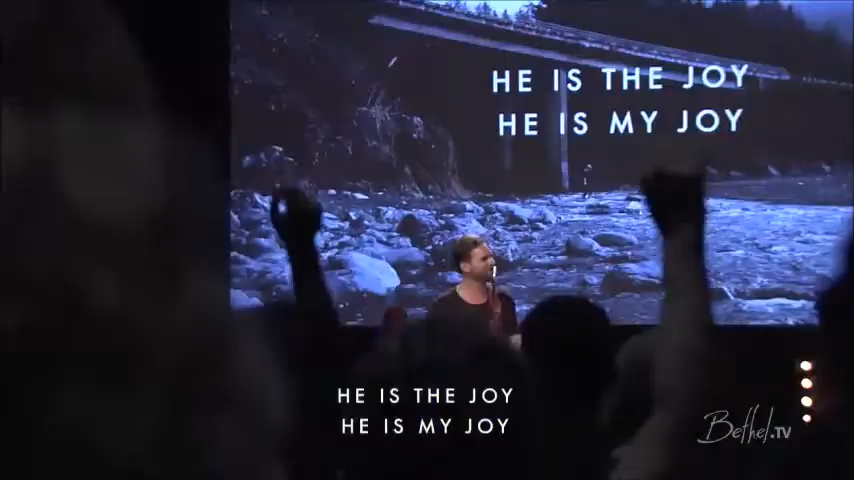 HE IS THE JOY
HE IS MY JOY
HE IS THE JOY
HE IS MY JOY
Bethel.TV